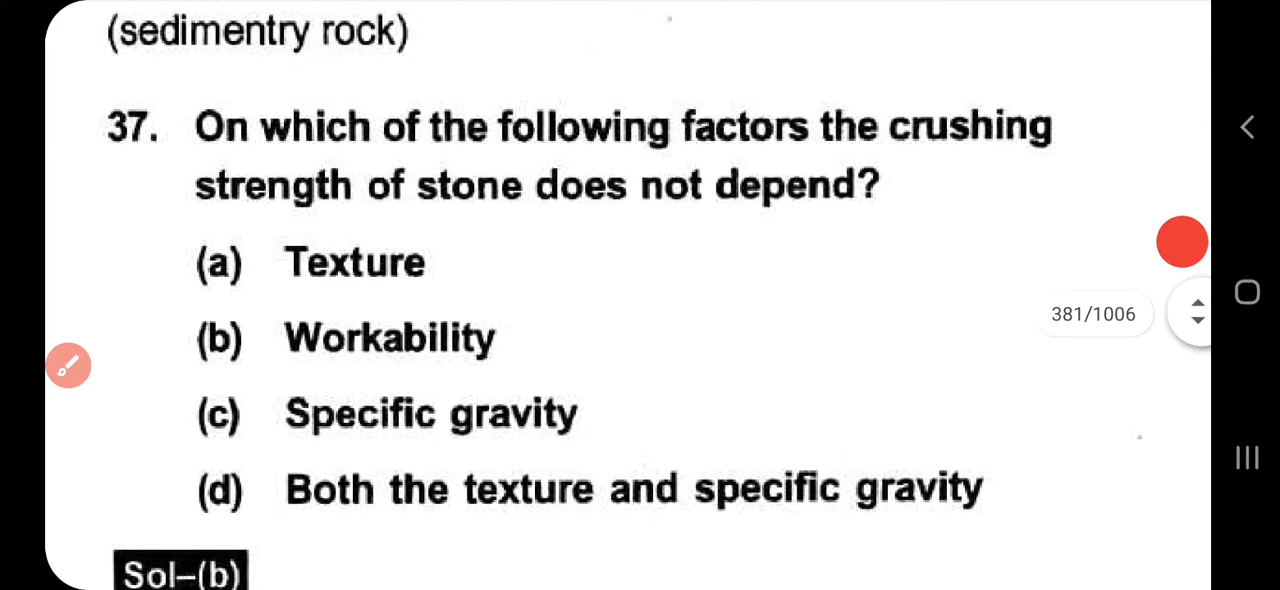 (sedimentry rock)
37. On which of the following factors the crushing
strength of stone does not depend?
(a) Texture
(b) Workability
381/1006
(c) Specific gravity
(d) Both the texture and specific gravity
Sol–(b)